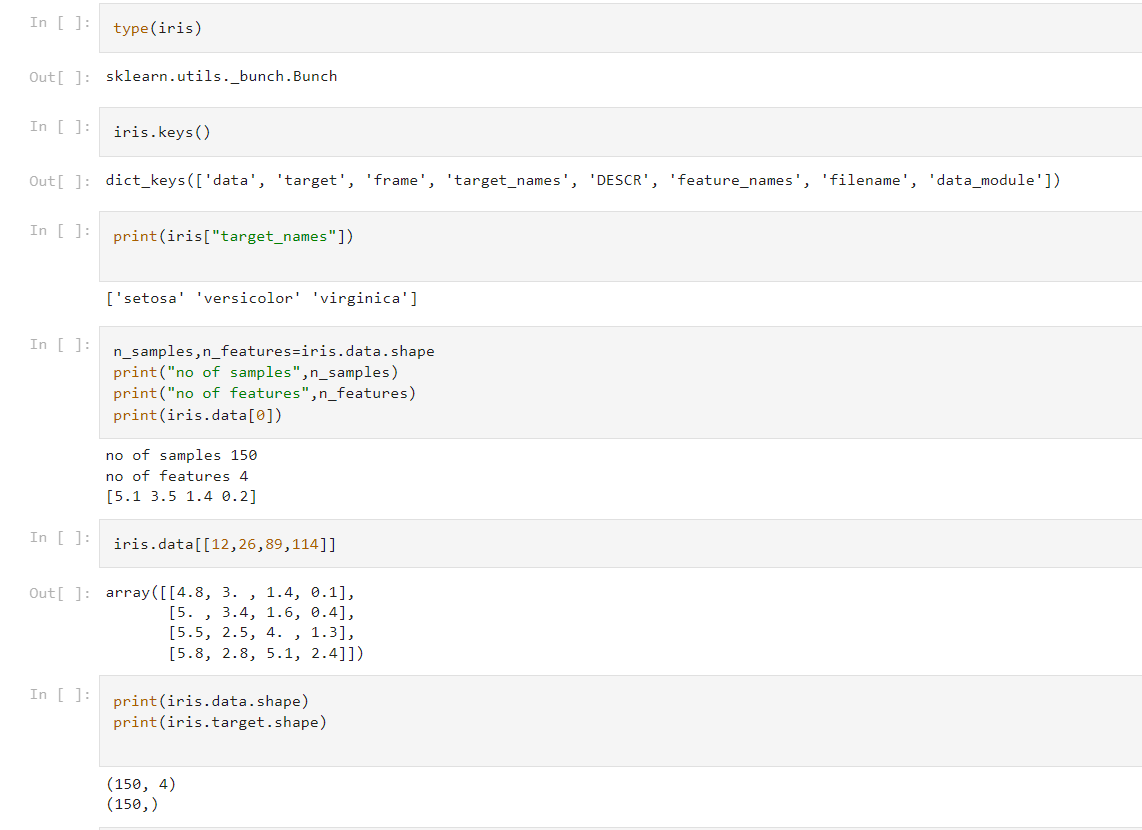 In [ ]: type(iris)
Out[ ]: sklearn.utils._bunch.Bunch
In [ ]: iris.keys()
Out[ ]: dict_keys(['data', 'target', 'frame', 'target_names', 'DESCR', 'feature_names', 'filename', 'data_module'])
In [ ]: print(iris["target_names"])
['setosa' 'versicolor' 'virginica']
In [ ]: n_samples,n_features=iris.data.shape
print("no of samples",n_samples)
print("no of features",n_features)
print(iris.data[0])
no of samples 150
no of features 4
[5.1 3.5 1.4 0.2]
In [ ]: iris.data[[12,26,89,114]]
Out[ ]: array([[4.8, 3. , 1.4, 0.1],
[5. , 3.4, 1.6, 0.4],
[5.5, 2.5, 4. , 1.3],
[5.8, 2.8, 5.1, 2.4]])
In [ ]: print(iris.data.shape)
print(iris.target.shape)
(150, 4)
(150,)